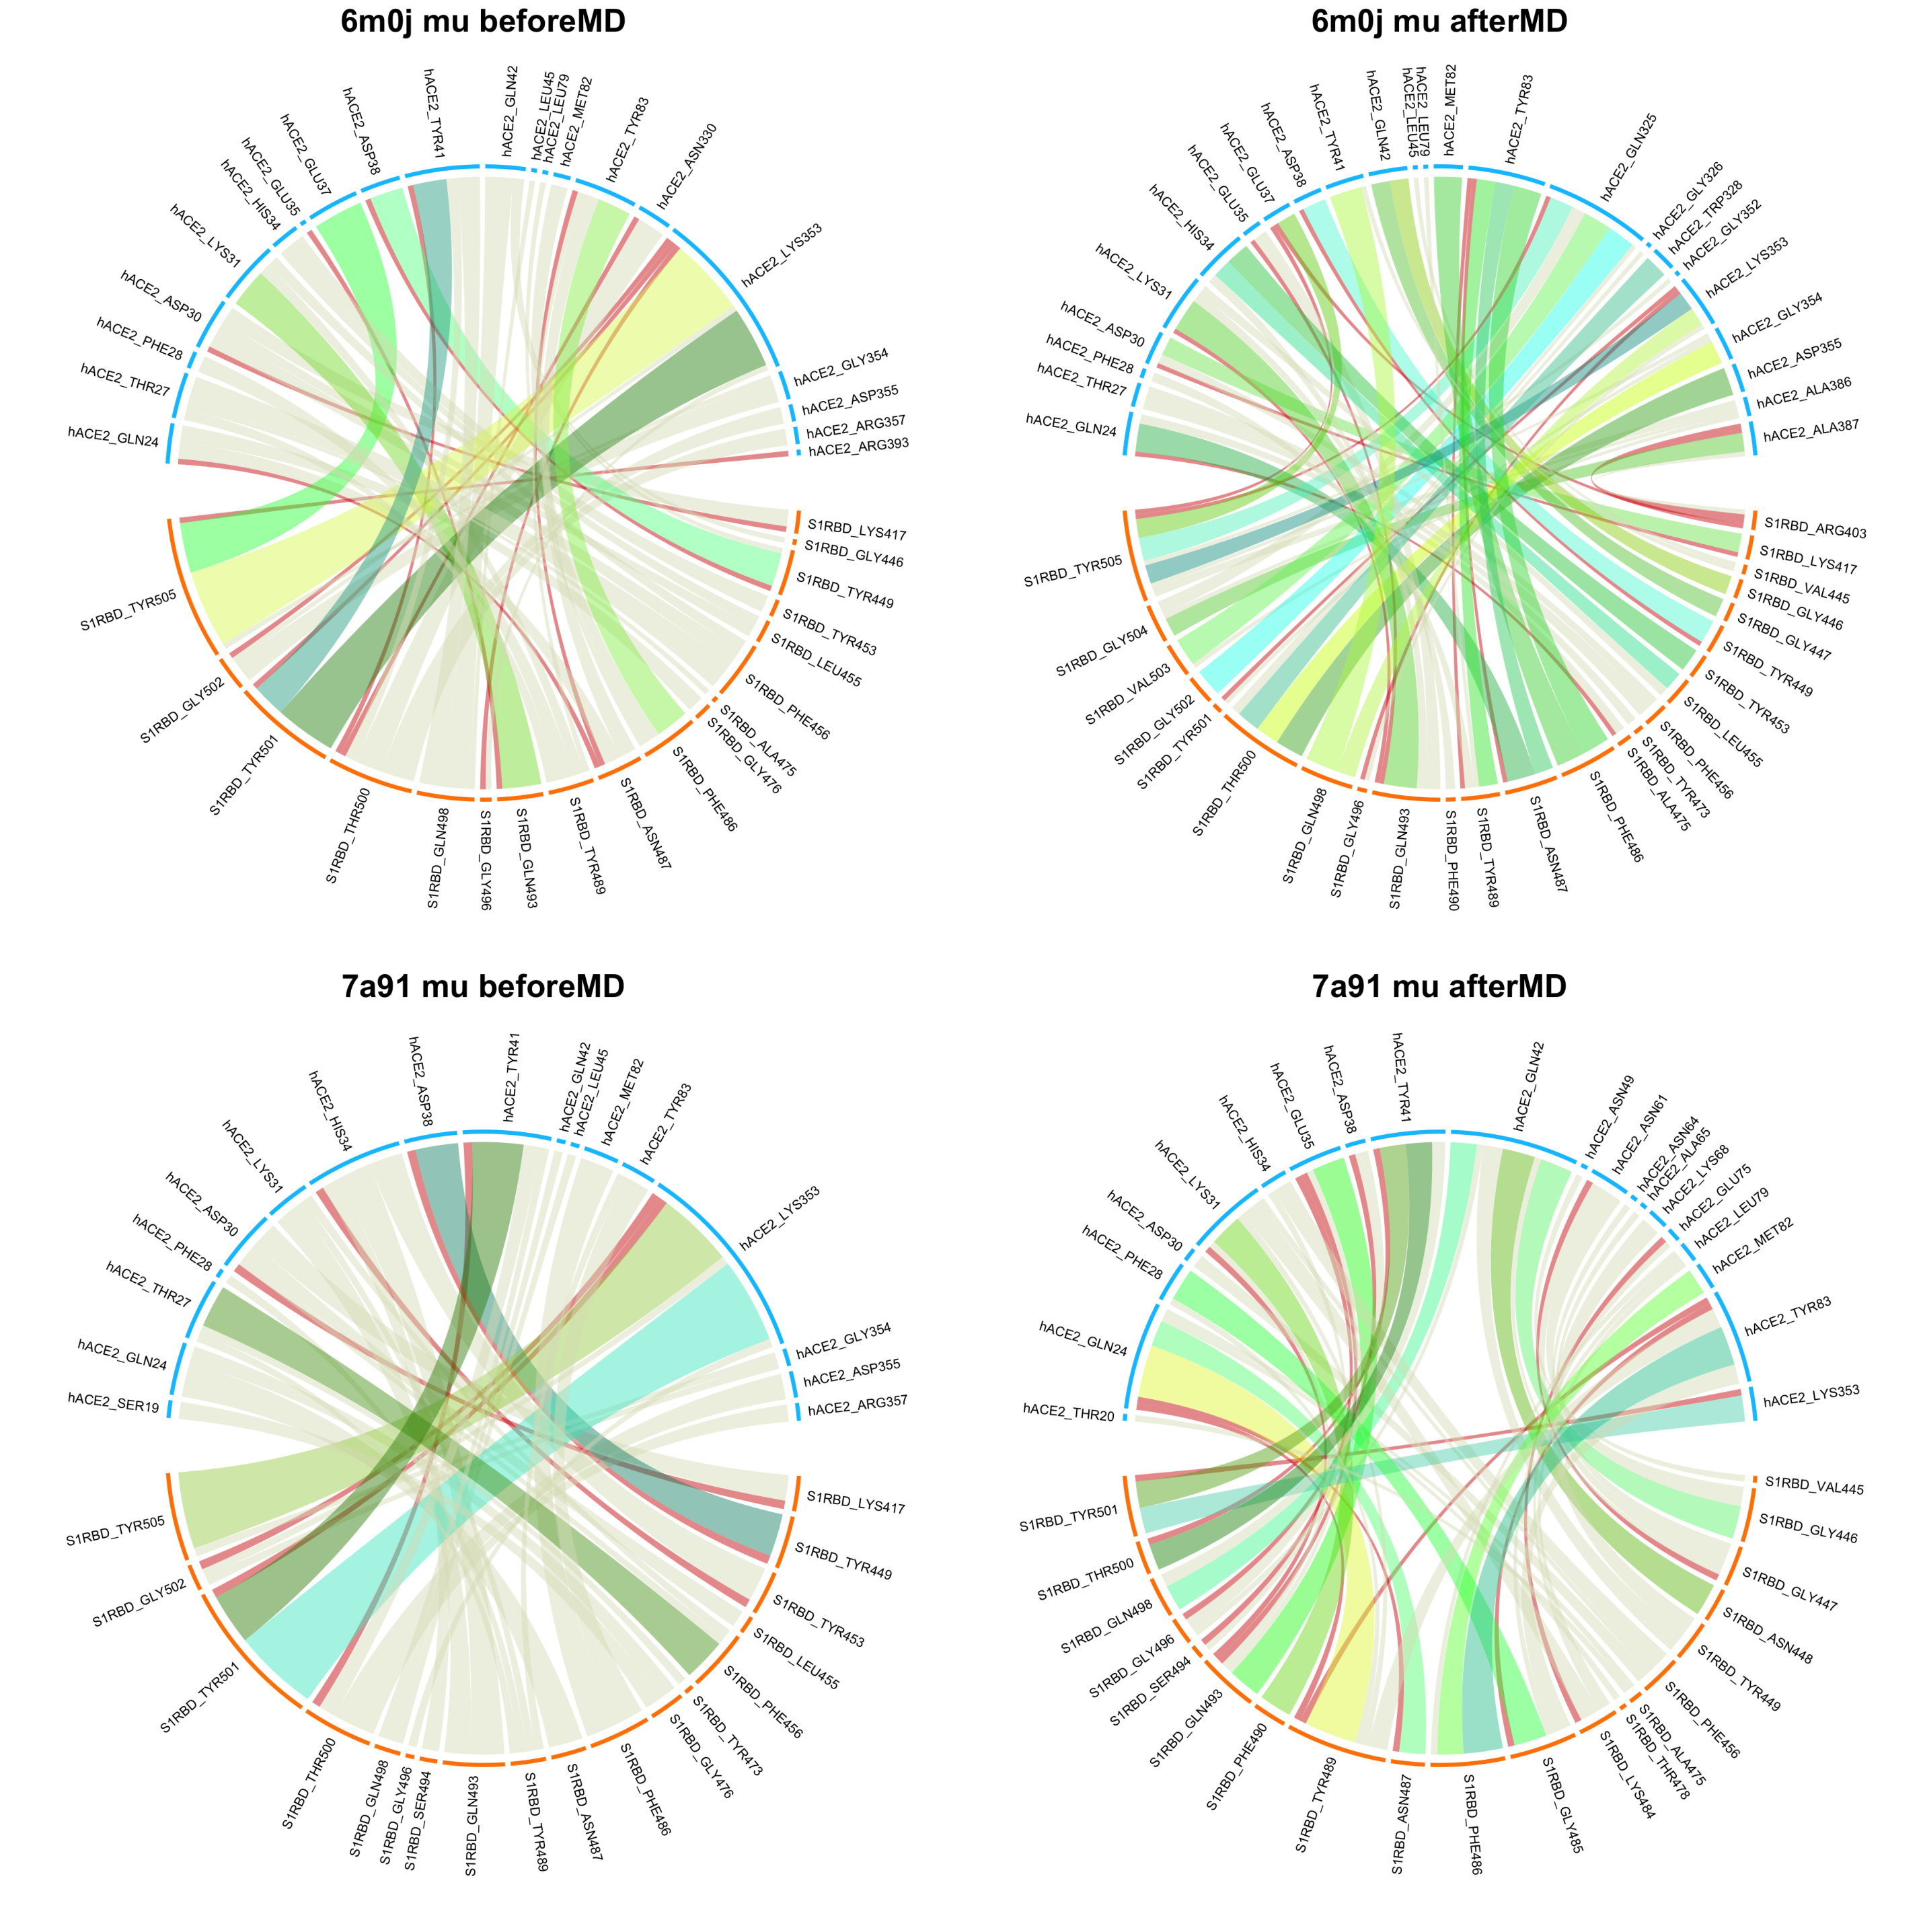 6m0j mu beforeMD
hACE2_GLN24
hACE2_THR27
hACE2_PHE28
hACE2_ASP30
hACE2_LYS31
hACE2_HIS34
hACE2_GLU35
hACE2_GLU37
hACE2_ASP38
hACE2_TYR41
hACE2_GLN42
hACE2_LEU45
hACE2_LEU79
hACE2_MET82
hACE2_TYR83
hACE2_ASN330
hACE2_LYS353
hACE2_GLY354
hACE2_ASP355
hACE2_ARG357
hACE2_ARG393
S1RBD_LYS417
S1RBD_GLY446
S1RBD_TYR449
S1RBD_TYR453
S1RBD_LEU455
S1RBD_PHE456
S1RBD_ALA475
S1RBD_GLY476
S1RBD_PHE486
S1RBD_ASN487
S1RBD_TYR489
S1RBD_GLN493
S1RBD_GLY496
S1RBD_GLN498
S1RBD_THR500
S1RBD_TYR501
S1RBD_GLY502
S1RBD_TYR505
6m0j mu afterMD
hACE2_GLN24
hACE2_THR27
hACE2_PHE28
hACE2_ASP30
hACE2_LYS31
hACE2_HIS34
hACE2_GLU35
hACE2_GLU37
hACE2_ASP38
hACE2_TYR41
hACE2_GLN42
hACE2_LEU45
hACE2_LEU79
hACE2_MET82
hACE2_TYR83
hACE2_GLN325
hACE2_GLY326
hACE2_TRP328
hACE2_GLY352
hACE2_LYS353
hACE2_GLY354
hACE2_ASP355
hACE2_ALA386
hACE2_ALA387
S1RBD_ARG403
S1RBD_LYS417
S1RBD_VAL445
S1RBD_GLY446
S1RBD_GLY447
S1RBD_TYR449
S1RBD_TYR453
S1RBD_LEU455
S1RBD_PHE456
S1RBD_TYR473
S1RBD_ALA475
S1RBD_PHE486
S1RBD_ASN487
S1RBD_TYR489
S1RBD_PHE490
S1RBD_GLN493
S1RBD_GLY496
S1RBD_GLN498
S1RBD_THR500
S1RBD_TYR501
S1RBD_GLY502
S1RBD_VAL503
S1RBD_GLY504
S1RBD_TYR505
7a91 mu beforeMD
hACE2_SER19
hACE2_GLN24
hACE2_THR27
hACE2_PHE28
hACE2_ASP30
hACE2_LYS31
hACE2_HIS34
hACE2_ASP38
hACE2_TYR41
hACE2_GLN42
hACE2_LEU45
hACE2_MET82
hACE2_TYR83
hACE2_LYS353
hACE2_GLY354
hACE2_ASP355
hACE2_ARG357
S1RBD_LYS417
S1RBD_TYR449
S1RBD_TYR453
S1RBD_LEU455
S1RBD_PHE456
S1RBD_TYR473
S1RBD_GLY476
S1RBD_PHE486
S1RBD_ASN487
S1RBD_TYR489
S1RBD_GLN493
S1RBD_SER494
S1RBD_GLY496
S1RBD_GLN498
S1RBD_THR500
S1RBD_TYR501
S1RBD_GLY502
S1RBD_TYR505
7a91 mu afterMD
hACE2_THR20
hACE2_GLN24
hACE2_PHE28
hACE2_ASP30
hACE2_LYS31
hACE2_HIS34
hACE2_GLU35
hACE2_ASP38
hACE2_TYR41
hACE2_GLN42
hACE2_ASN49
hACE2_ASN61
hACE2_ASN64
hACE2_ALA65
hACE2_LYS68
hACE2_GLU75
hACE2_LEU79
hACE2_MET82
hACE2_TYR83
hACE2_LYS353
S1RBD_VAL445
S1RBD_GLY446
S1RBD_GLY447
S1RBD_ASN448
S1RBD_TYR449
S1RBD_PHE456
S1RBD_ALA475
S1RBD_THR478
S1RBD_LYS484
S1RBD_GLY485
S1RBD_PHE486
S1RBD_ASN487
S1RBD_TYR489
S1RBD_PHE490
S1RBD_GLN493
S1RBD_SER494
S1RBD_GLY496
S1RBD_GLN498
S1RBD_THR500
S1RBD_TYR501